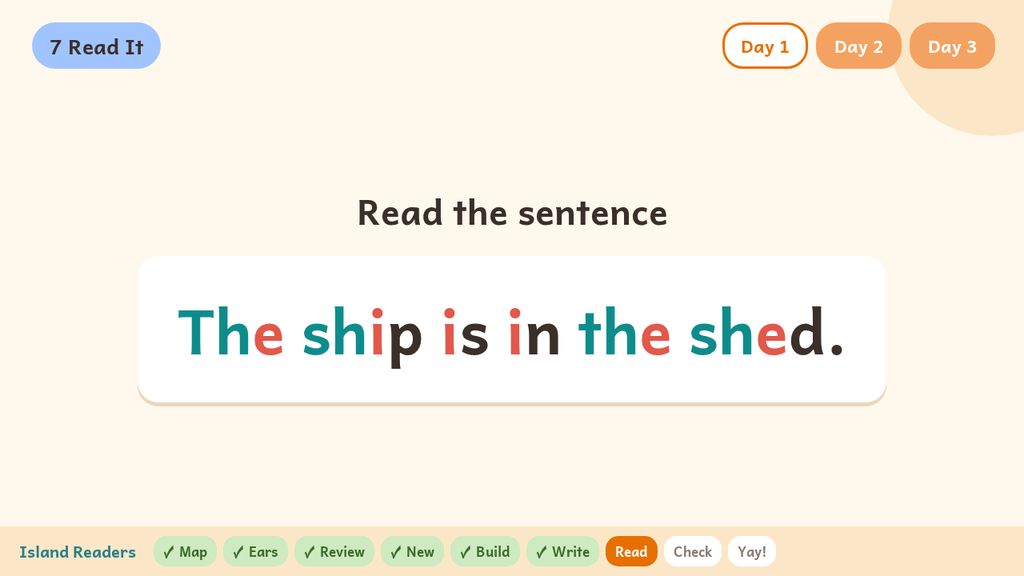 7 Read It
Day 1 Day 2 Day 3
Read the sentence
The ship is in the shed.
Island Readers ✓ Map ✓ Ears ✓ Review ✓ New ✓ Build ✓ Write Read Check Yay!